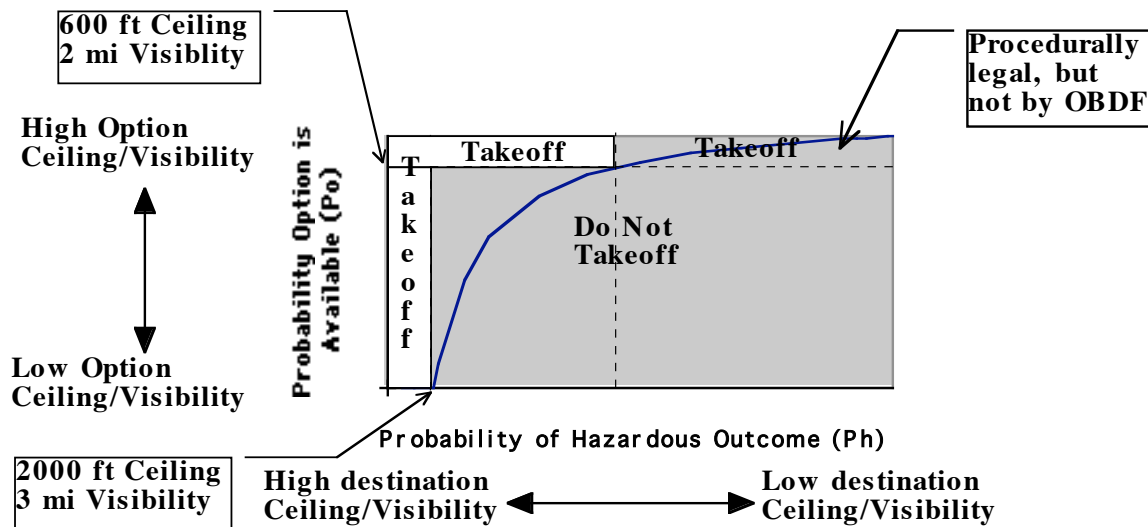 600 ft Ceiling
2 mi Visiblity
Procedurally
legal, but
not by OBDF
High Option
Ceiling/Visibility
Low Option
Ceiling/Visibility
Probability Option is
Available (Po)
Takeoff
Takeoff
Takeoff
Do Not
Takeoff
Probability of Hazardous Outcome (Ph)
2000 ft Ceiling
3 mi Visibility
High destination
Ceiling/Visibility
Low destination
Ceiling/Visibility